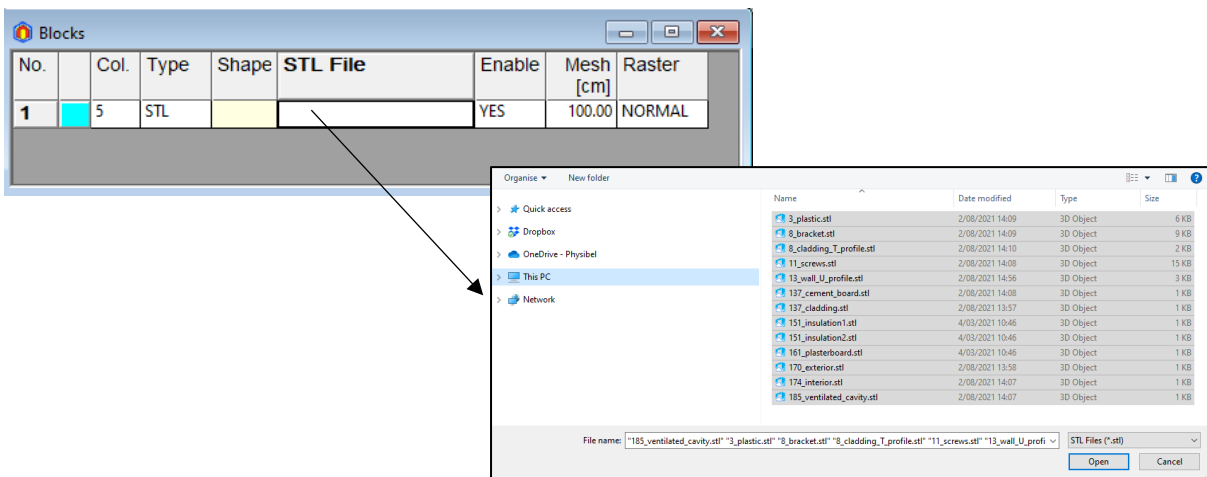 Blocks
No. Col. Type Shape STL File Enable Mesh [cm] Raster
1 5 STL YES 100.00 NORMAL
Organise New folder
Name Date modified Type Size
Quick access
Dropbox
OneDrive - Physibel
This PC
Network
3_plastic.stl 2/08/2021 14:09 3D Object 6 KB
8_bracket.stl 2/08/2021 14:09 3D Object 9 KB
8_cladding_T_profile.stl 2/08/2021 14:10 3D Object 2 KB
11_screws.stl 2/08/2021 14:08 3D Object 15 KB
13_wall_U_profile.stl 2/08/2021 14:56 3D Object 3 KB
137_cement_board.stl 2/08/2021 14:08 3D Object 1 KB
137_cladding.stl 2/08/2021 13:57 3D Object 1 KB
151_insulation1.stl 4/03/2021 10:46 3D Object 1 KB
151_insulation2.stl 4/03/2021 10:46 3D Object 1 KB
161_plasterboard.stl 4/03/2021 10:46 3D Object 1 KB
170_exterior.stl 2/08/2021 13:58 3D Object 1 KB
174_interior.stl 2/08/2021 14:07 3D Object 1 KB
185_ventilated_cavity.stl 2/08/2021 14:07 3D Object 1 KB
File name: "185_ventilated_cavity.stl" "3_plastic.stl" "8_bracket.stl" "8_cladding_T_profile.stl" "11_screws.stl" "13_wall_U_profi STL Files (*.stl)
Open Cancel